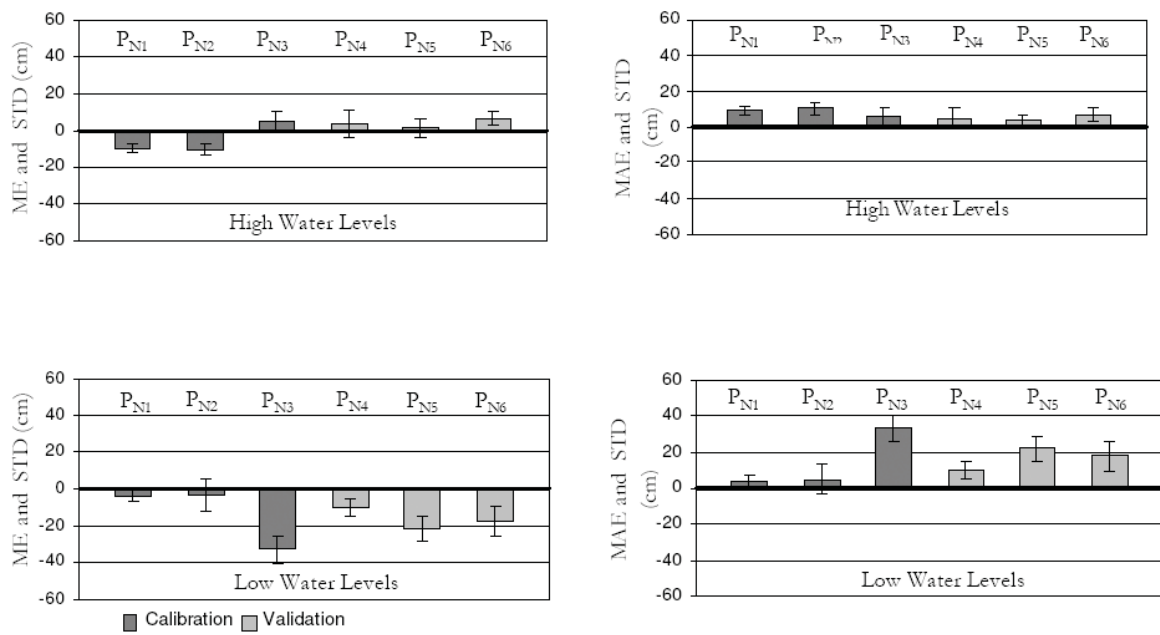 ME and STD (cm)
60
40
20
0
-20
-40
-60
P_N1 P_N2 P_N3 P_N4 P_N5 P_N6
High Water Levels
MAE and STD
(cm)
60
40
20
0
-20
-40
-60
P_N1 P_N2 P_N3 P_N4 P_N5 P_N6
High Water Levels
ME and STD (cm)
60
40
20
0
-20
-40
-60
P_N1 P_N2 P_N3 P_N4 P_N5 P_N6
Low Water Levels
Calibration Validation
MAE and STD
(cm)
60
40
20
0
-20
-40
-60
P_N1 P_N2 P_N3 P_N4 P_N5 P_N6
Low Water Levels